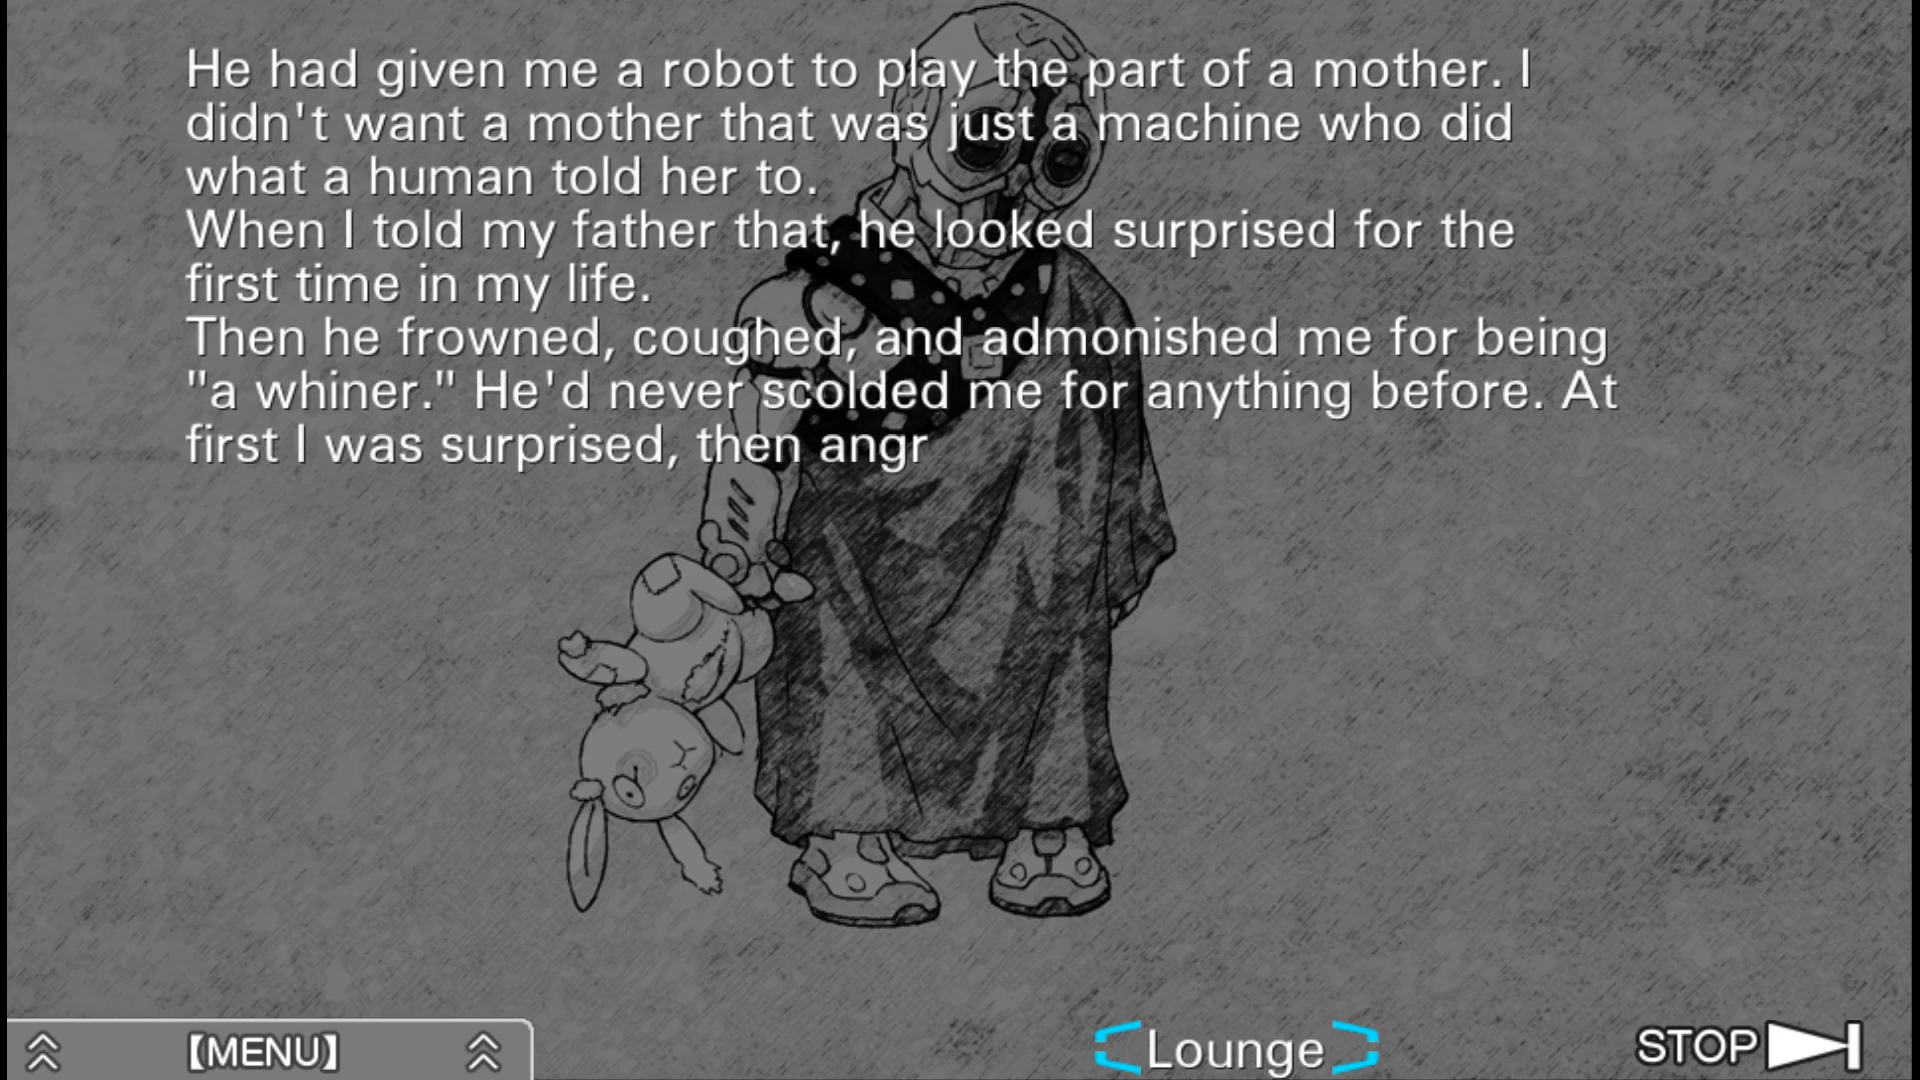 He had given me a robot to play the part of a mother. I
didn't want a mother that was just a machine who did
what a human told her to.
When I told my father that, he looked surprised for the
first time in my life.
Then he frowned, coughed, and admonished me for being
"a whiner." He'd never scolded me for anything before. At
first I was surprised, then angr
【MENU】
Lounge
STOP